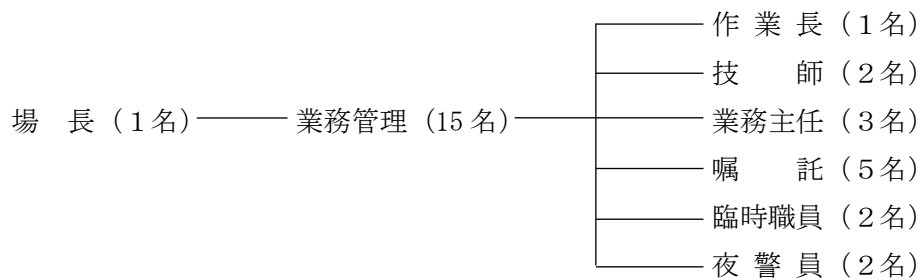 作 業 長 (１名)
技　　師 (２名)
場　長 (１名) 業務管理 (15 名) 業務主任 (３名)
嘱　　託 (５名)
臨時職員 (２名)
夜 警 員 (２名)